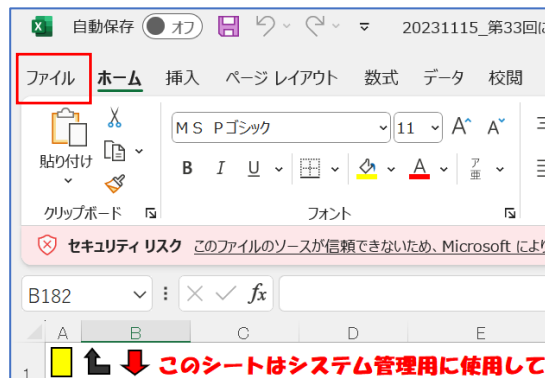 自動保存 オフ 20231115_第33回
ファイル ホーム 挿入 ページ レイアウト 数式 データ 校閲
貼り付け
ＭＳ Ｐゴシック 11 A^ A˅
B I U A ア亜
クリップボード フォント
セキュリティ リスク このファイルのソースが信頼できないため、Microsoft によ
B182 fx
A B C D E
1 このシートはシステム管理用に使用して